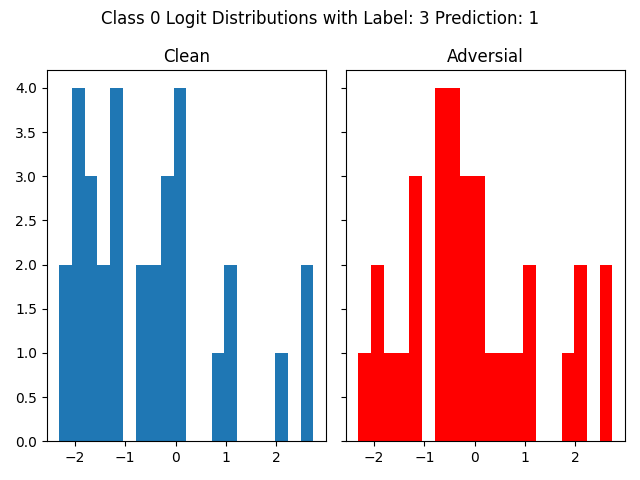 Class 0 Logit Distributions with Label: 3 Prediction: 1
Clean
Adversial
4.0
3.5
3.0
2.5
2.0
1.5
1.0
0.5
0.0
−2 −1 0 1 2
−2 −1 0 1 2